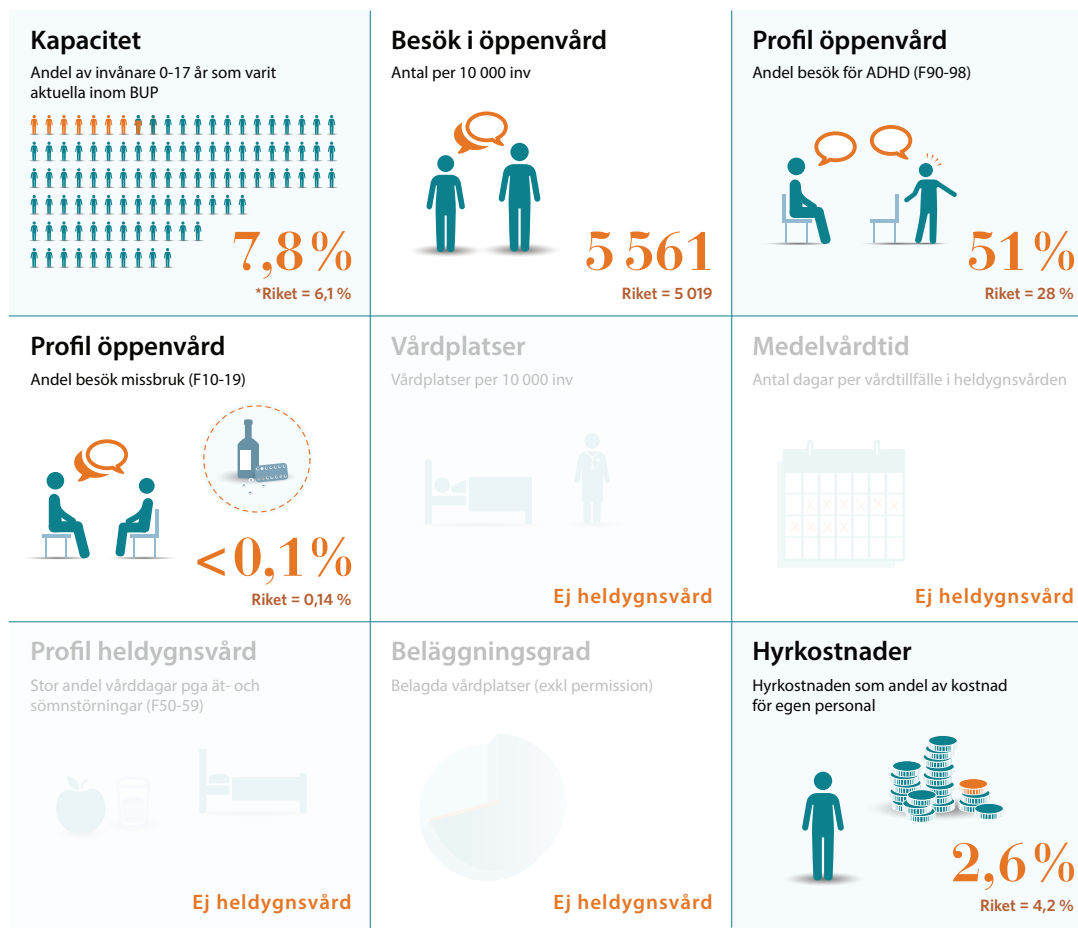 Kapacitet
Andel av invånare 0-17 år som varit
aktuella inom BUP
7,8 %
*Riket = 6,1 %
Besök i öppenvård
Antal per 10 000 inv
5 561
Riket = 5 019
Profil öppenvård
Andel besök för ADHD (F90-98)
51 %
Riket = 28 %
Profil öppenvård
Andel besök missbruk (F10-19)
<0,1 %
Riket = 0,14 %
Vårdplatser
Vårdplatser per 10 000 inv
Ej heldygnsvård
Medelvårdtid
Antal dagar per vårdtillfälle i heldygnsvården
Ej heldygnsvård
Profil heldygnsvård
Stor andel vårddagar pga ät- och
sömnstörningar (F50-59)
Ej heldygnsvård
Beläggningsgrad
Belagda vårdplatser (exkl permission)
Ej heldygnsvård
Hyrkostnader
Hyrkostnaden som andel av kostnad
för egen personal
2,6 %
Riket = 4,2 %